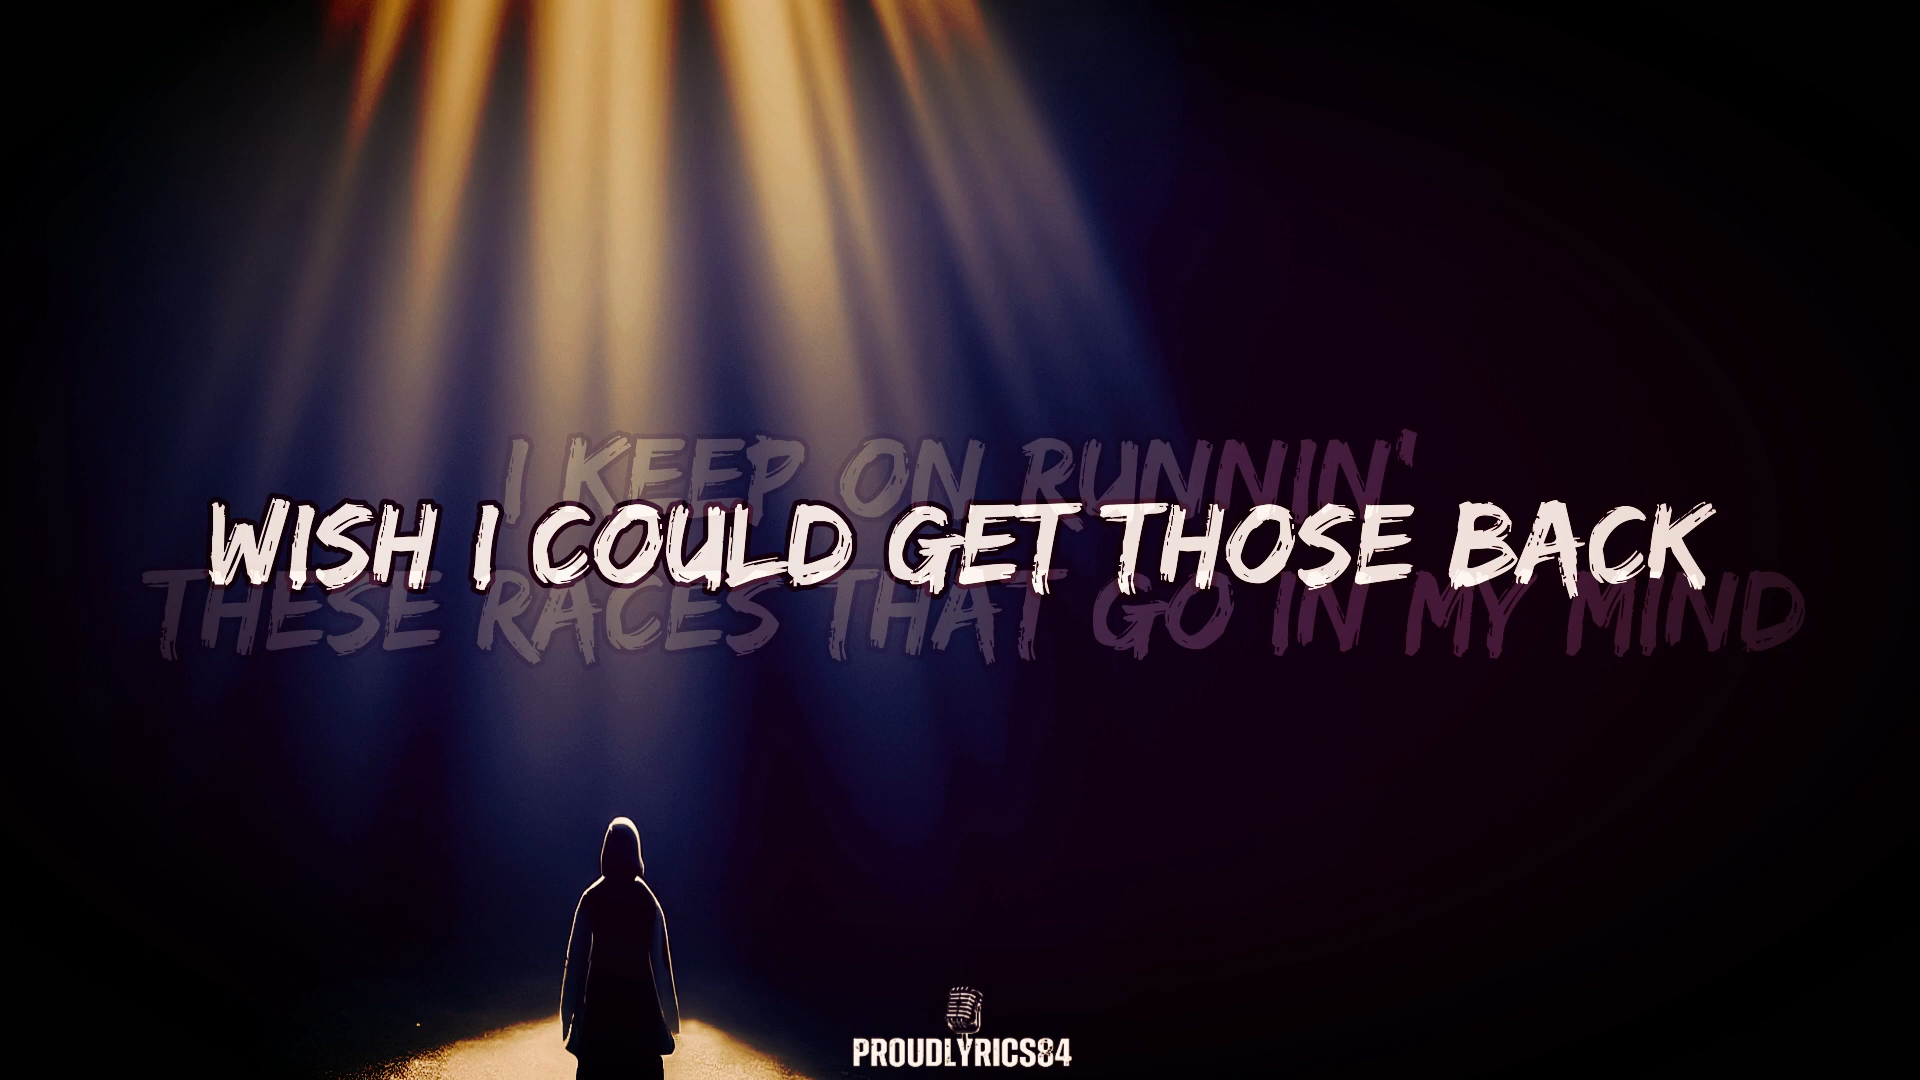 I KEEP ON RUNNIN'
WISH I COULD GET THOSE BACK
THESE RACES THAT GO IN MY MIND
PROUDLYRICS84